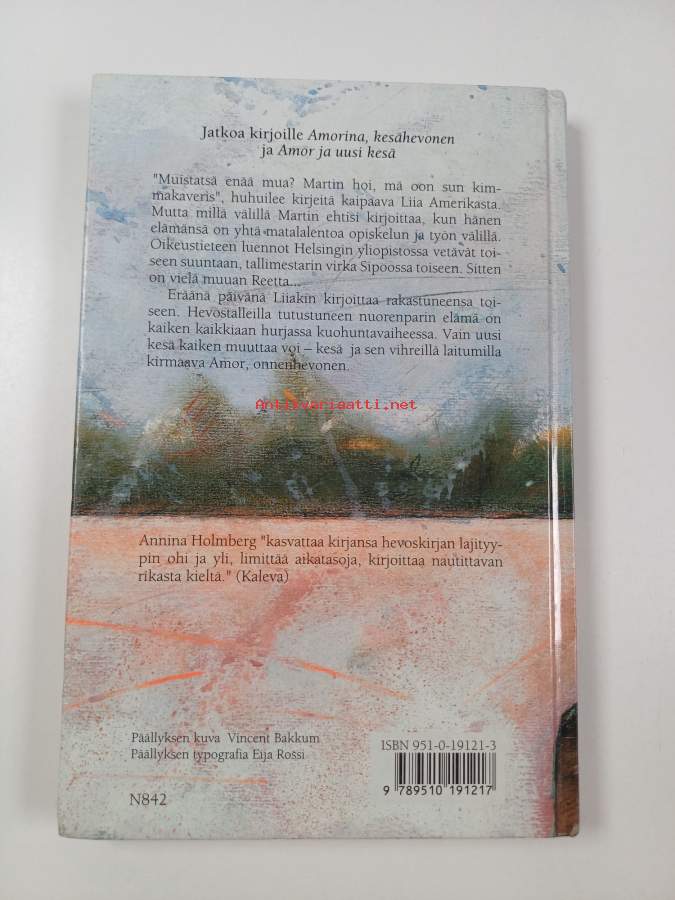 Jatkoa kirjoille Amorina, kesähevonen
ja Amor ja uusi kesä
"Muistatsä enää mua? Martin hoi, mä oon sun kim-
makaveris", huhuilee kirjeitä kaipaava Liia Amerikasta.
Mutta millä välillä Martin ehtisi kirjoittaa, kun hänen
elämänsä on yhtä matalalentoa opiskelun ja työn välillä.
Oikeustieteen luennot Helsingin yliopistossa vetävät toi-
seen suuntaan, tallimestarin virka Sipoossa toiseen. Sitten
on vielä muuan Reetta...
Eräänä päivänä Liiakin kirjoittaa rakastuneensa toi-
seen. Hevostalleilla tutustuneen nuorenparin elämä on
kaiken kaikkiaan hurjassa kuohuntavaiheessa. Vain uusi
kesä kaiken muuttaa voi – kesä ja sen vihreillä laitumilla
kirmaava Amor, onnenhevonen.
Antikvariaatti.net
Annina Holmberg "kasvattaa kirjansa hevoskirjan lajityy-
pin ohi ja yli, limittää aikatasoja, kirjoittaa nautittavan
rikasta kieltä." (Kaleva)
Päällyksen kuva Vincent Bakkum
Päällyksen typografia Eija Rossi
N842
ISBN 951-0-19121-3
9 789510 191217